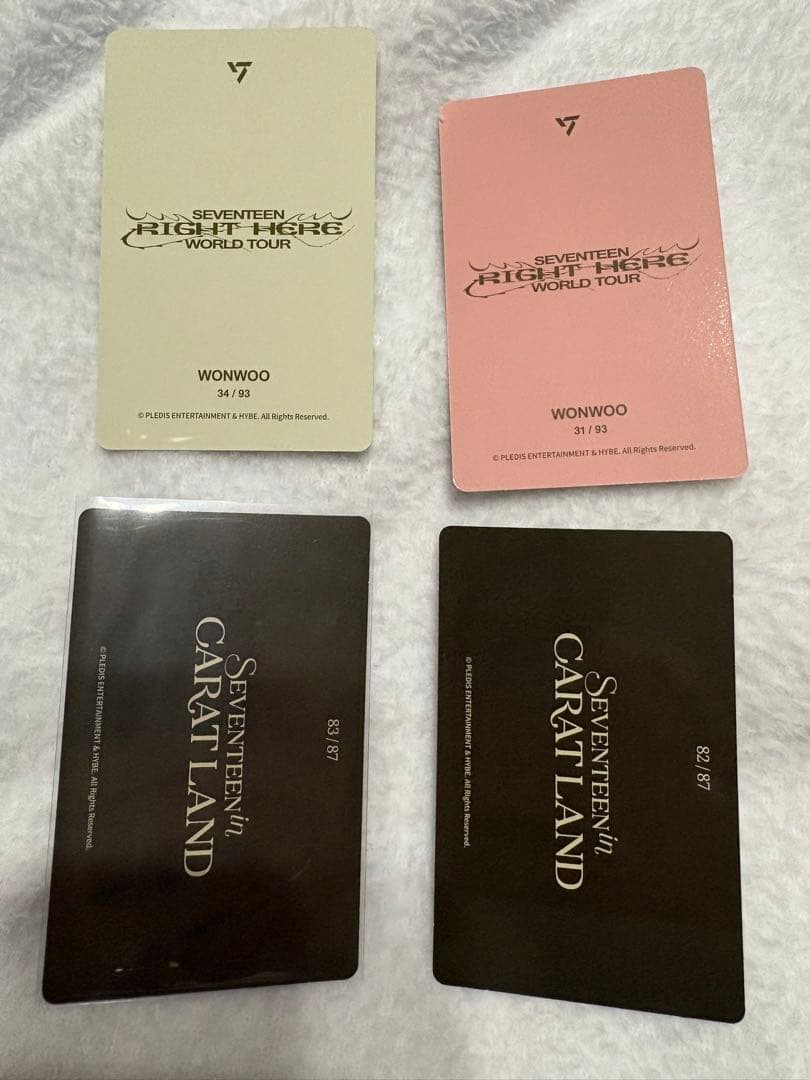 SEVENTEEN
RIGHT HERE
WORLD TOUR
WONWOO
34 / 93
© PLEDIS ENTERTAINMENT & HYBE. All Rights Reserved.
SEVENTEEN
RIGHT HERE
WORLD TOUR
WONWOO
31 / 93
© PLEDIS ENTERTAINMENT & HYBE. All Rights Reserved.
83 / 87
SEVENTEEN in
CARAT LAND
© PLEDIS ENTERTAINMENT & HYBE. All Rights Reserved.
82 / 87
SEVENTEEN in
CARAT LAND
© PLEDIS ENTERTAINMENT & HYBE. All Rights Reserved.